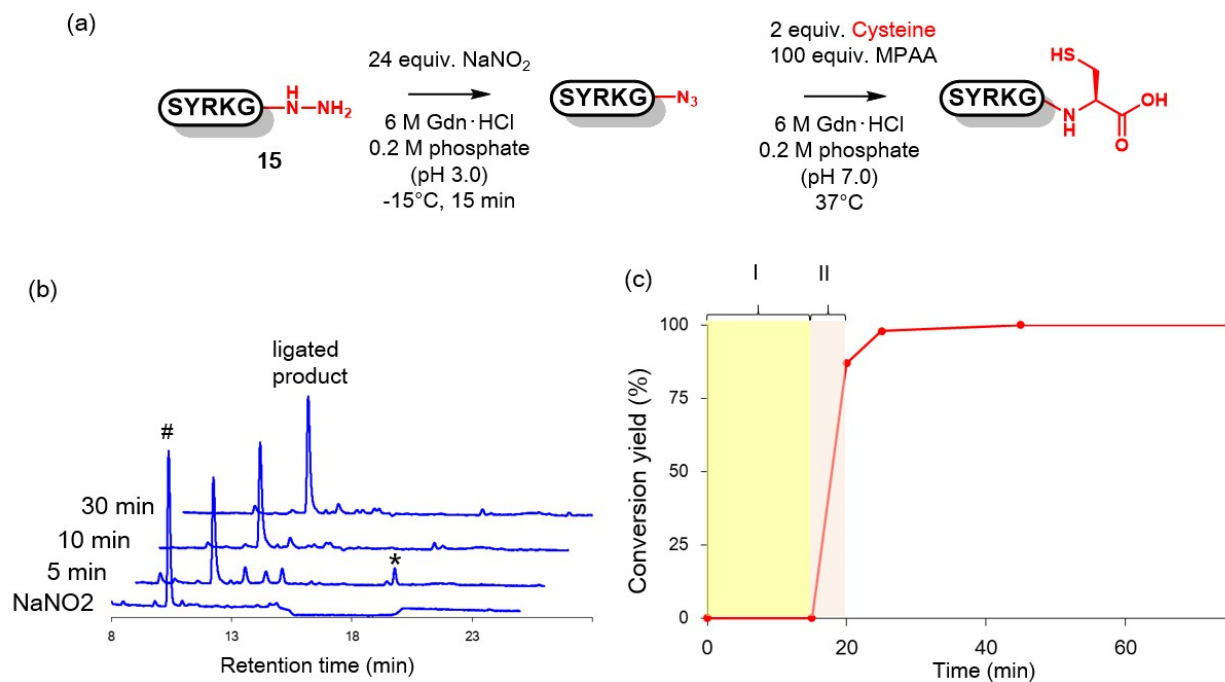 (a)
24 equiv. NaNO2
2 equiv. Cysteine
100 equiv. MPAA
SYRKG
H
N
NH2
SYRKG
N3
SYRKG
HS
N
H
OH
O
15
6 M Gdn·HCl
0.2 M phosphate
(pH 3.0)
-15°C, 15 min
6 M Gdn·HCl
0.2 M phosphate
(pH 7.0)
37°C
(b)
ligated
product
#
30 min
10 min
5 min
*
NaNO2
8
13
18
23
Retention time (min)
(c)
I
II
100
75
50
25
0
Conversion yield (%)
0
20
40
60
Time (min)